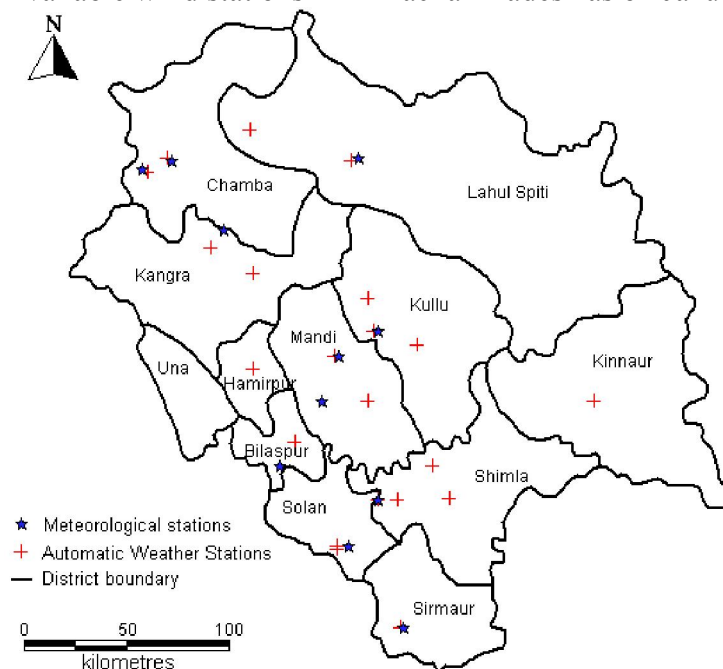 N
Chamba
Lahul Spiti
Kangra
Kullu
Mandi
Una
Kinnaur
Hamirpur
Bilaspur
Shimla
Solan
Meteorological stations
Automatic Weather Stations
District boundary
Sirmaur
0 50 100
kilometres